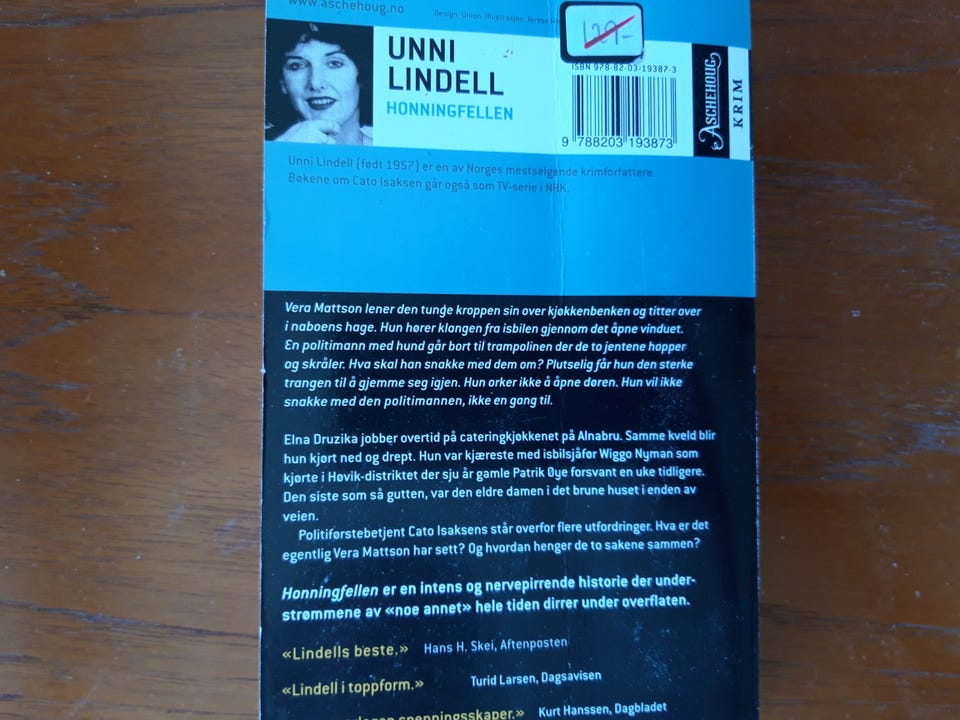 www.aschehoug.no
Design: Union. Illustrasjon: Teresa
129,-
UNNI
LINDELL
HONNINGFELLEN
ISBN 978-82-03-19387-3
9 788203 193873
ASCHEHOUG
KRIM
Unni Lindell (født 1957) er en av Norges mestselgende krimforfattere.
Bøkene om Cato Isaksen går også som TV-serie i NRK.
Vera Mattson lener den tunge kroppen sin over kjøkkenbenken og titter over
i naboens hage. Hun hører klangen fra isbilen gjennom det åpne vinduet.
En politimann med hund går bort til trampolinen der de to jentene hopper
og skråler. Hva skal han snakke med dem om? Plutselig får hun den sterke
trangen til å gjemme seg igjen. Hun orker ikke å åpne døren. Hun vil ikke
snakke med den politimannen, ikke en gang til.
Elna Druzika jobber overtid på cateringkjøkkenet på Alnabru. Samme kveld blir
hun kjørt ned og drept. Hun var kjæreste med isbilsjåfør Wiggo Nyman som
kjørte i Høvik-distriktet der sju år gamle Patrik Øye forsvant en uke tidligere.
Den siste som så gutten, var den eldre damen i det brune huset i enden av
veien.
Politiførstebetjent Cato Isaksens står overfor flere utfordringer. Hva er det
egentlig Vera Mattson har sett? Og hvordan henger de to sakene sammen?
Honningfellen er en intens og nervepirrende historie der under-
strømmene av «noe annet» hele tiden dirrer under overflaten.
«Lindells beste.» Hans H. Skei, Aftenposten
«Lindell i toppform.» Turid Larsen, Dagsavisen
spenningsskaper.» Kurt Hanssen, Dagbladet